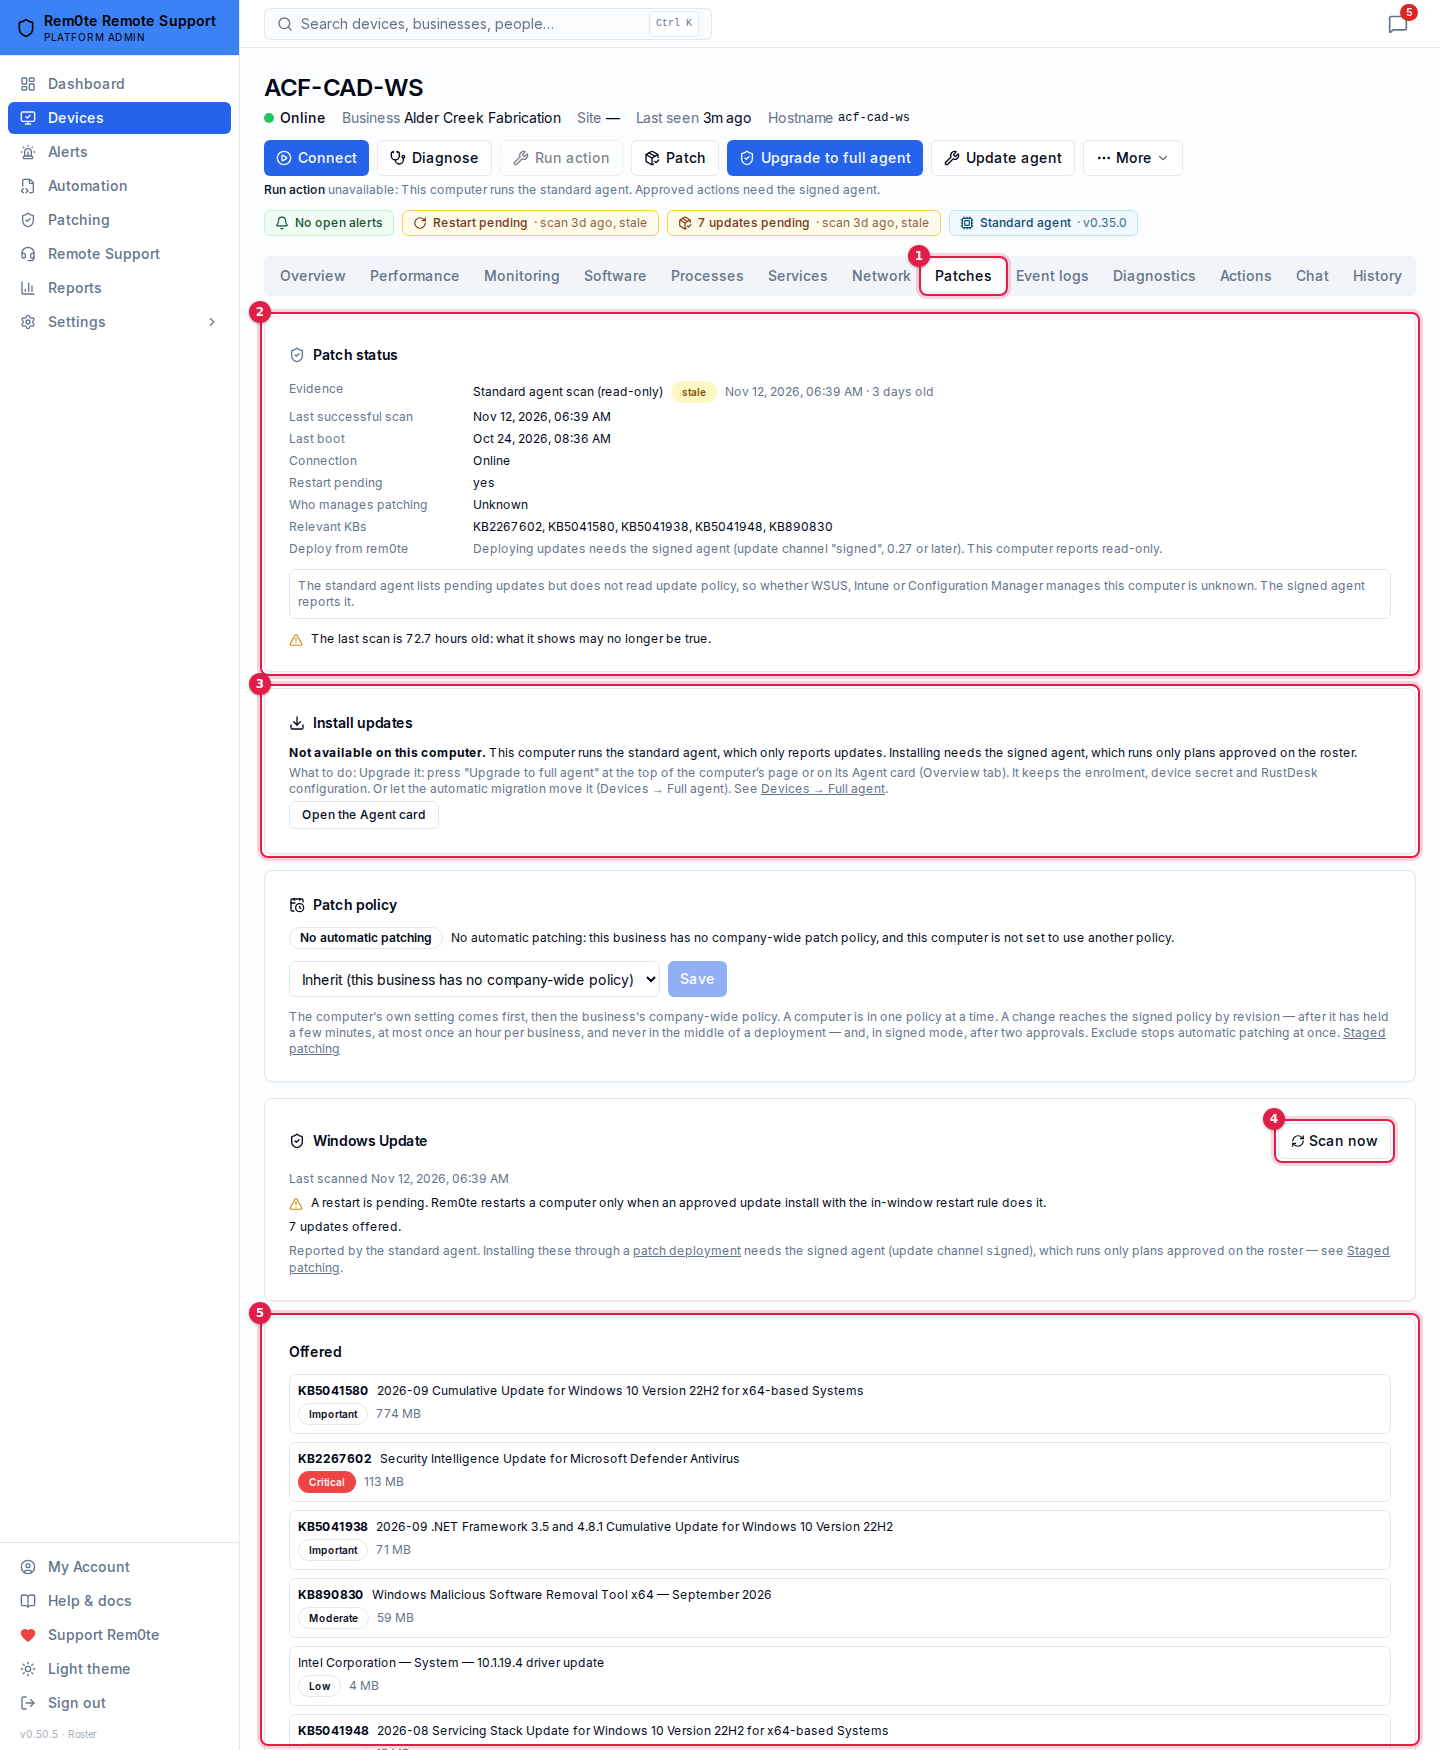 Rem0te Remote Support
PLATFORM ADMIN
Search devices, businesses, people…
Ctrl K
5
Dashboard
Devices
Alerts
Automation
Patching
Remote Support
Reports
Settings
ACF-CAD-WS
Online Business Alder Creek Fabrication Site — Last seen 3m ago Hostname acf-cad-ws
Connect
Diagnose
Run action
Patch
Upgrade to full agent
Update agent
More
Run action unavailable: This computer runs the standard agent. Approved actions need the signed agent.
No open alerts
Restart pending · scan 3d ago, stale
7 updates pending · scan 3d ago, stale
Standard agent · v0.35.0
1
Overview Performance Monitoring Software Processes Services Network Patches Event logs Diagnostics Actions Chat History
2
Patch status
Evidence Standard agent scan (read-only) stale Nov 12, 2026, 06:39 AM · 3 days old
Last successful scan Nov 12, 2026, 06:39 AM
Last boot Oct 24, 2026, 08:36 AM
Connection Online
Restart pending yes
Who manages patching Unknown
Relevant KBs KB2267602, KB5041580, KB5041938, KB5041948, KB890830
Deploy from rem0te Deploying updates needs the signed agent (update channel "signed", 0.27 or later). This computer reports read-only.
The standard agent lists pending updates but does not read update policy, so whether WSUS, Intune or Configuration Manager manages this computer is unknown. The signed agent
reports it.
The last scan is 72.7 hours old: what it shows may no longer be true.
3
Install updates
Not available on this computer. This computer runs the standard agent, which only reports updates. Installing needs the signed agent, which runs only plans approved on the roster.
What to do: Upgrade it: press "Upgrade to full agent" at the top of the computer's page or on its Agent card (Overview tab). It keeps the enrolment, device secret and RustDesk
configuration. Or let the automatic migration move it (Devices → Full agent). See Devices → Full agent.
Open the Agent card
Patch policy
No automatic patching No automatic patching: this business has no company-wide patch policy, and this computer is not set to use another policy.
Inherit (this business has no company-wide policy)
Save
The computer's own setting comes first, then the business's company-wide policy. A computer is in one policy at a time. A change reaches the signed policy by revision — after it has held
a few minutes, at most once an hour per business, and never in the middle of a deployment — and, in signed mode, after two approvals. Exclude stops automatic patching at once. Staged
patching
4
Windows Update
Scan now
Last scanned Nov 12, 2026, 06:39 AM
A restart is pending. Rem0te restarts a computer only when an approved update install with the in-window restart rule does it.
7 updates offered.
Reported by the standard agent. Installing these through a patch deployment needs the signed agent (update channel signed), which runs only plans approved on the roster — see Staged
patching.
5
Offered
KB5041580 2026-09 Cumulative Update for Windows 10 Version 22H2 for x64-based Systems
Important 774 MB
KB2267602 Security Intelligence Update for Microsoft Defender Antivirus
Critical 113 MB
KB5041938 2026-09 .NET Framework 3.5 and 4.8.1 Cumulative Update for Windows 10 Version 22H2
Important 71 MB
KB890830 Windows Malicious Software Removal Tool x64 — September 2026
Moderate 59 MB
Intel Corporation — System — 10.1.19.4 driver update
Low 4 MB
KB5041948 2026-08 Servicing Stack Update for Windows 10 Version 22H2 for x64-based Systems
My Account
Help & docs
Support Rem0te
Light theme
Sign out
v0.50.5 · Roster